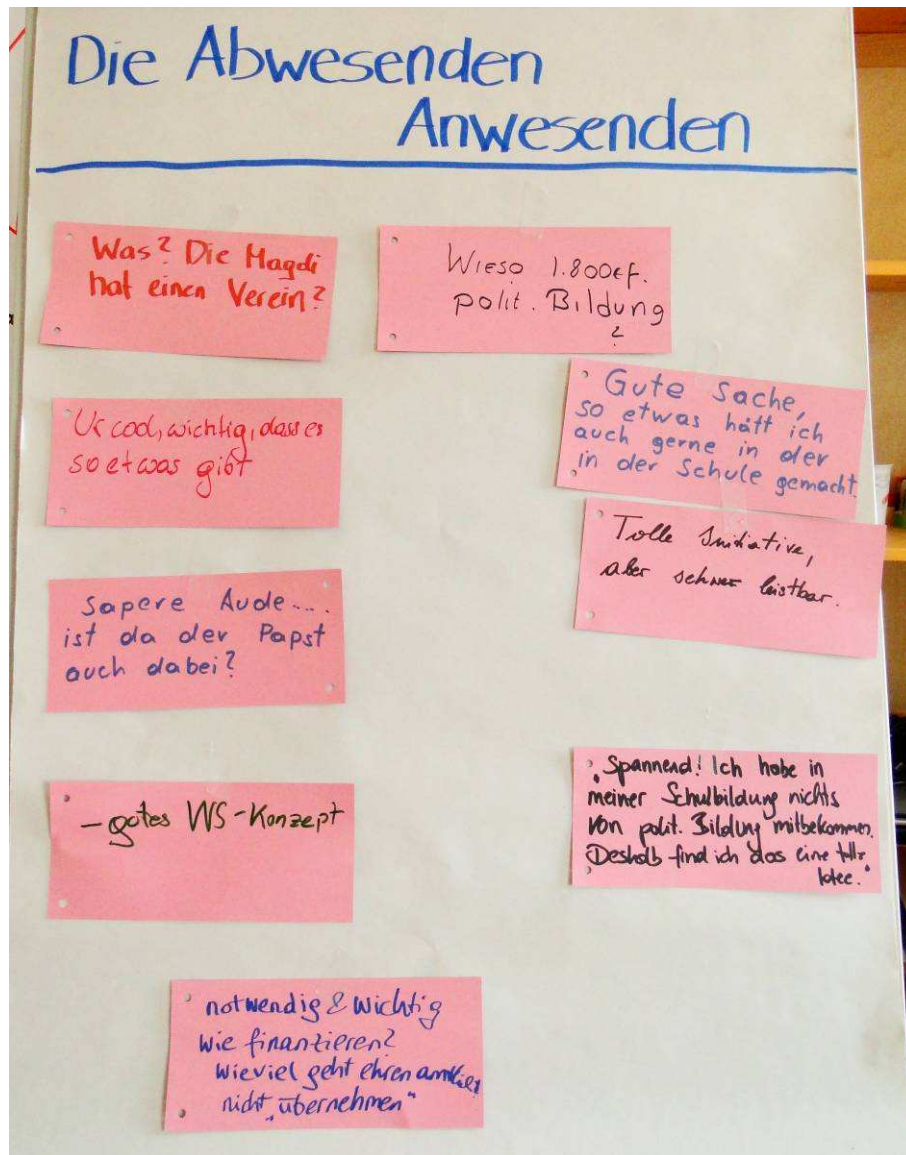 Die Abwesenden
Anwesenden
Was? Die Magdi
hat einen Verein?
Wieso 1.800€ f.
polit. Bildung
?
Urcool, wichtig, dass es
so etwas gibt
Gute Sache,
so etwas hätt ich
auch gerne in der
in der Schule gemacht.
Tolle Initiative,
aber schwer leistbar.
Sapere Aude....
ist da der Papst
auch dabei?
- gutes WS-Konzept
"Spannend! Ich habe in
meiner Schulbildung nichts
von polit. Bildung mitbekommen.
Deshalb find ich das eine tolle
Idee."
notwendig & wichtig
wie finanzieren?
wieviel geht ehrenamtlich?
nicht "übernehmen"